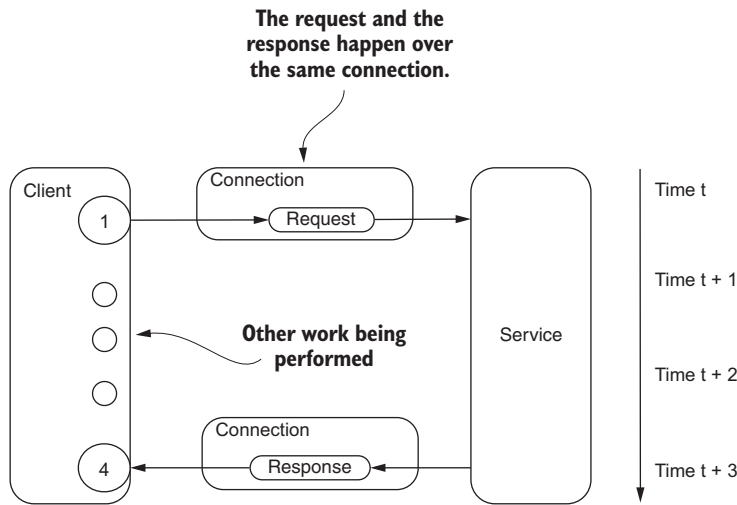 The request and the
response happen over
the same connection.
Client
Connection
1
Request
Time t
Time t + 1
Other work being
performed
Service
Time t + 2
Connection
4
Response
Time t + 3